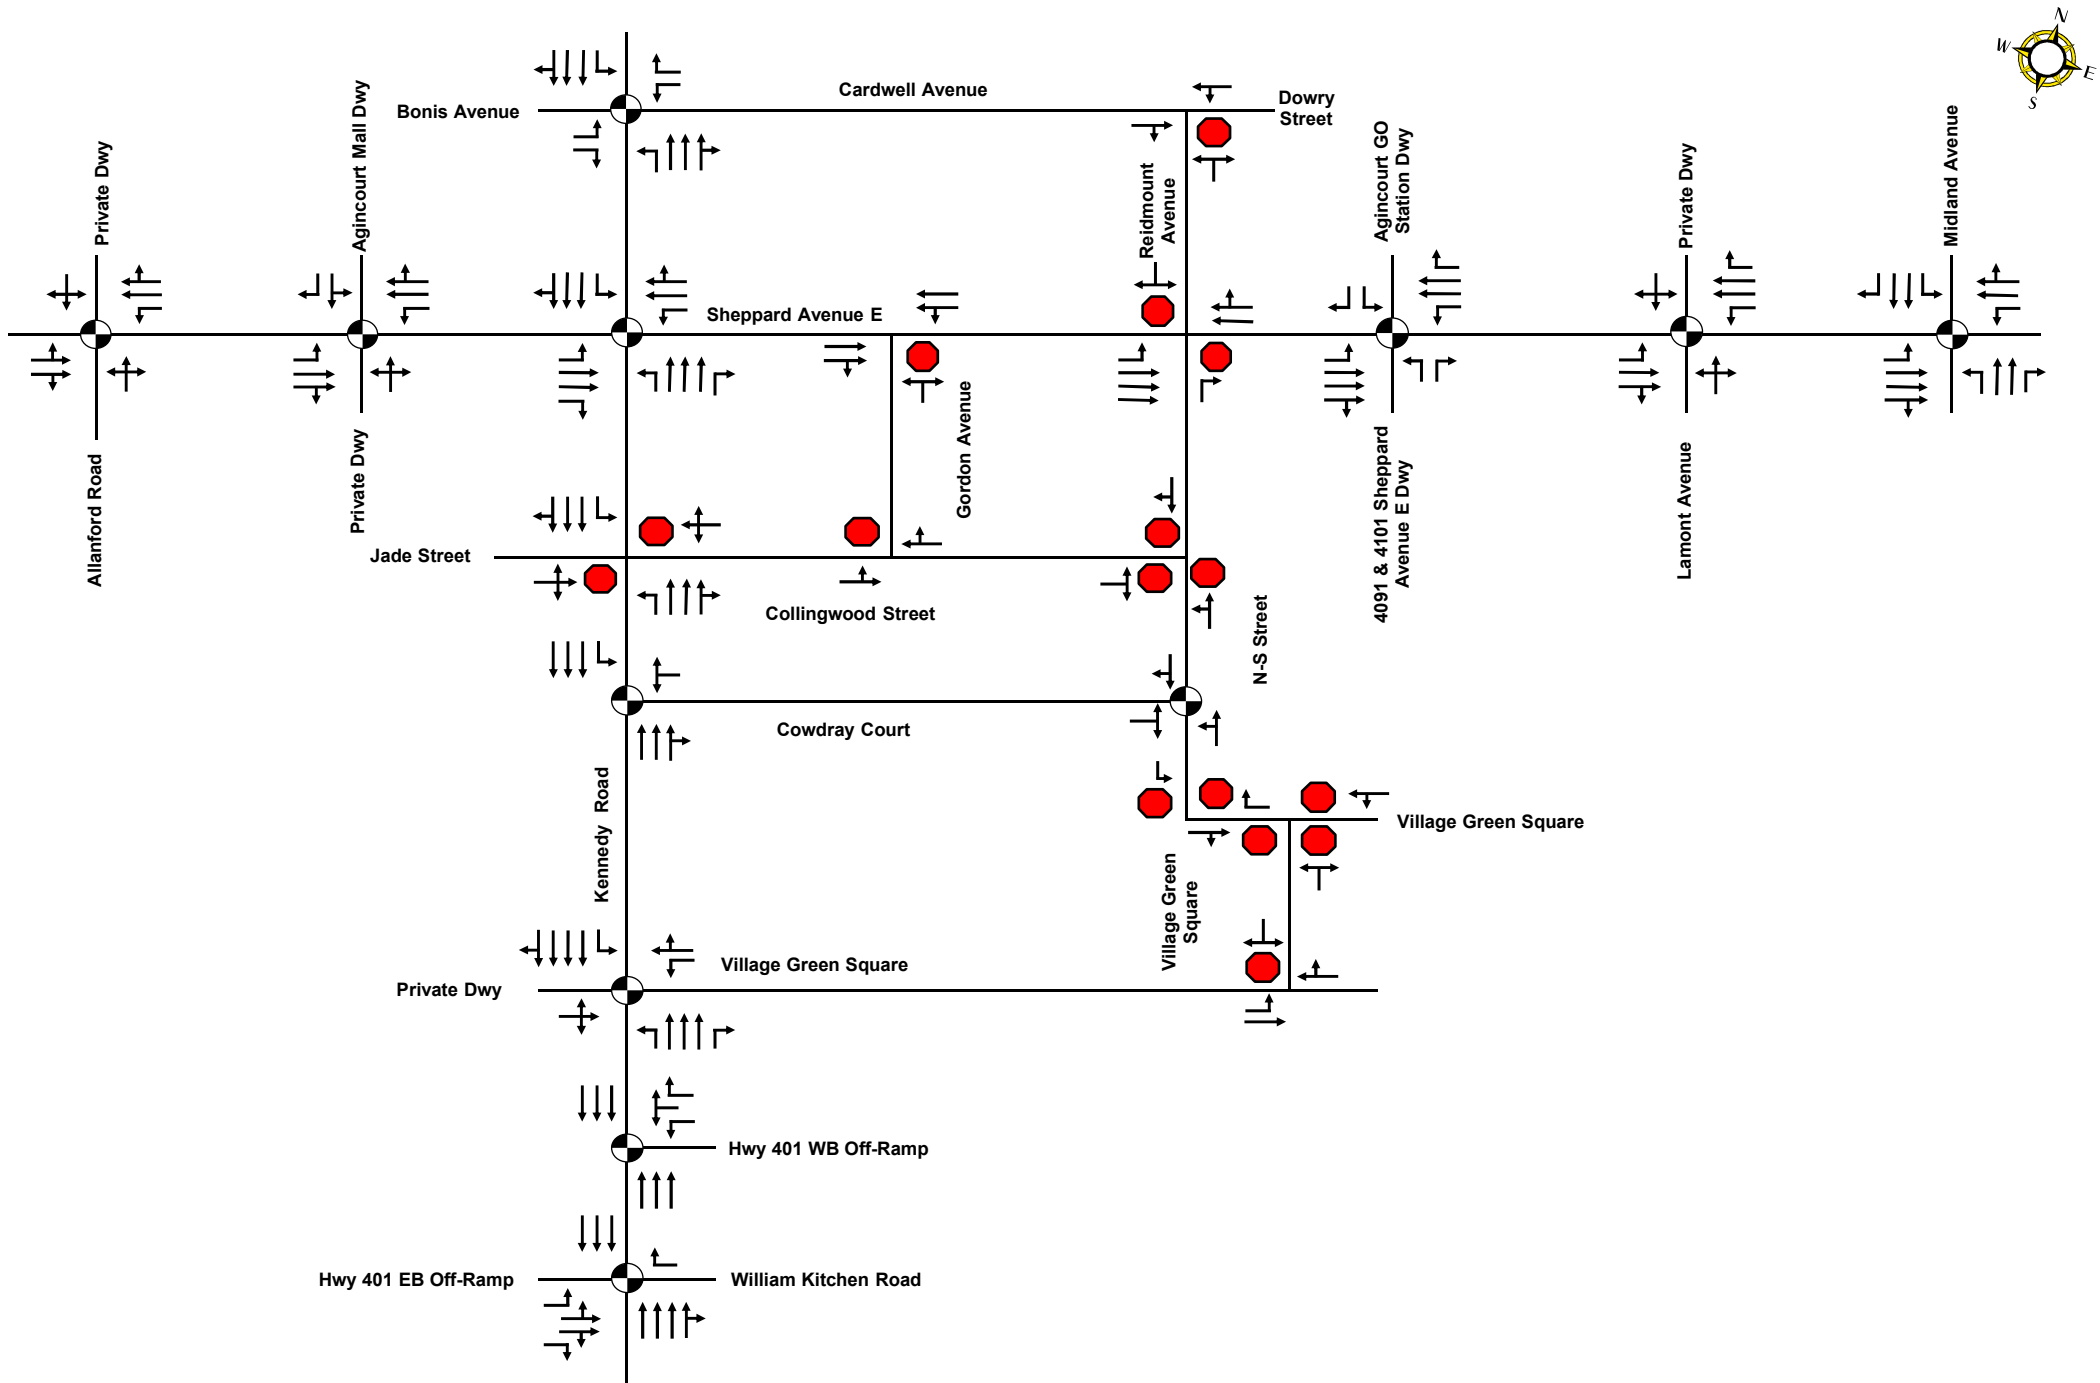 N
W
E
S
Bonis Avenue
Cardwell Avenue
Dowry
Street
Private Dwy
Agincourt Mall Dwy
Reidmount
Avenue
Agincourt GO
Station Dwy
Private Dwy
Midland Avenue
Sheppard Avenue E
Allanford Road
Private Dwy
Gordon Avenue
4091 & 4101 Sheppard
Avenue E Dwy
Lamont Avenue
Jade Street
Collingwood Street
N-S Street
Cowdray Court
Kennedy Road
Village Green Square
Village Green
Square
Village Green Square
Private Dwy
Hwy 401 WB Off-Ramp
Hwy 401 EB Off-Ramp
William Kitchen Road